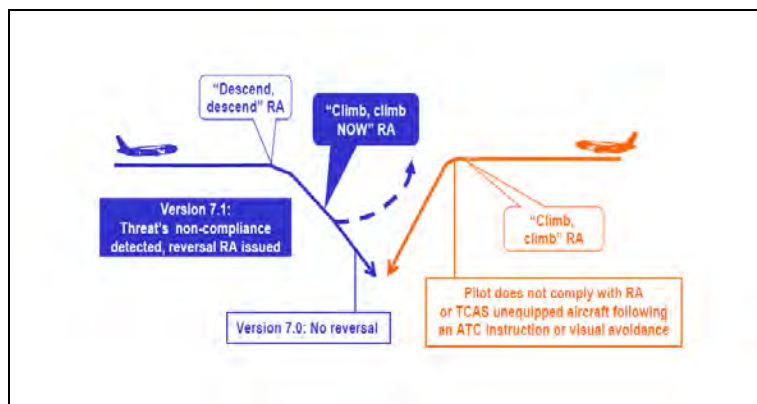 “Descend,
descend” RA
“Climb, climb
NOW” RA
Version 7.1:
Threat's non-compliance
detected, reversal RA issued
“Climb,
climb” RA
Version 7.0: No reversal
Pilot does not comply with RA
or TCAS unequipped aircraft following
an ATC instruction or visual avoidance